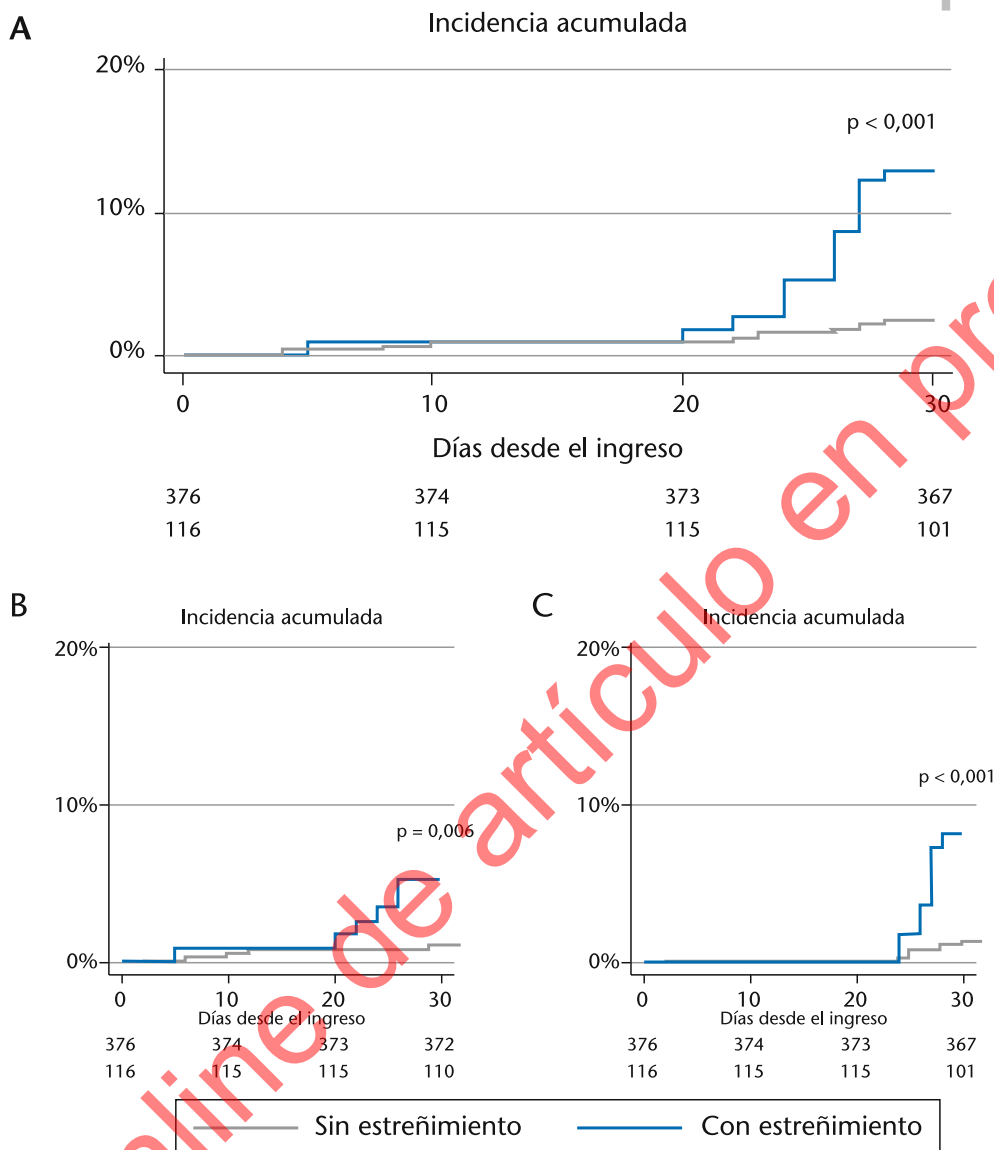 A
Incidencia acumulada
20%
p < 0,001
10%
0%
0 10 20 30
Días desde el ingreso
376 374 373 367
116 115 115 101
B C
Incidencia acumulada Incidencia acumulada
20% 20%
10% 10%
p = 0,006 p < 0,001
0% 0%
0 10 20 30 0 10 20 30
Días desde el ingreso Días desde el ingreso
376 374 373 372 376 374 373 367
116 115 115 110 116 115 115 101
Sin estreñimiento Con estreñimiento
de artículo en